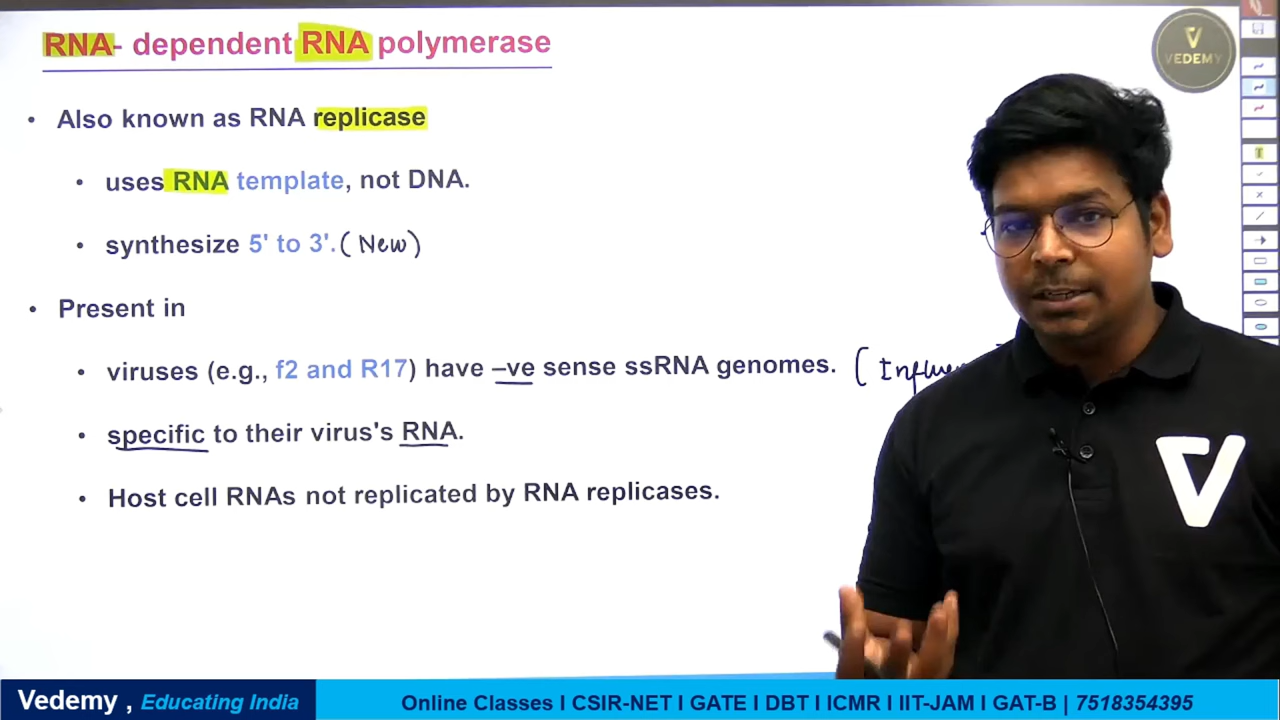 RNA- dependent RNA polymerase
VEDEMY
• Also known as RNA replicase
• uses RNA template, not DNA.
• synthesize 5' to 3'. (New)
• Present in
• viruses (e.g., f2 and R17) have –ve sense ssRNA genomes. (
• specific to their virus's RNA.
• Host cell RNAs not replicated by RNA replicases.
Vedemy , Educating India
Online Classes I CSIR-NET I GATE I DBT I ICMR I IIT-JAM I GAT-B | 7518354395